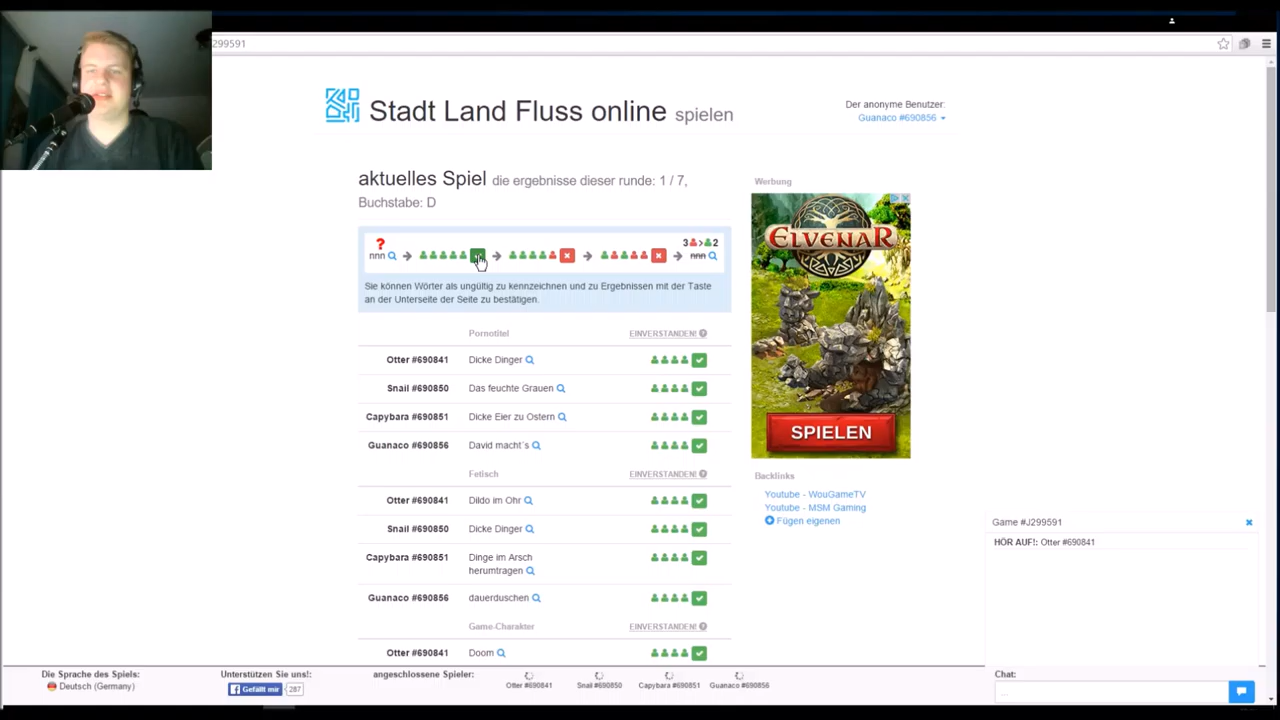 299591
Stadt Land Fluss online spielen
Der anonyme Benutzer:
Guanaco #690856
aktuelles Spiel die ergebnisse dieser runde: 1 / 7,
Buchstabe: D
?
nnn
3 > 2
nnn
Sie können Wörter als ungültig zu kennzeichnen und zu Ergebnissen mit der Taste
an der Unterseite der Seite zu bestätigen.
Pornotitel EINVERSTANDEN!
Otter #690841 Dicke Dinger
Snail #690850 Das feuchte Grauen
Capybara #690851 Dicke Eier zu Ostern
Guanaco #690856 David macht´s
Fetisch EINVERSTANDEN!
Otter #690841 Dildo im Ohr
Snail #690850 Dicke Dinger
Capybara #690851 Dinge im Arsch
herumtragen
Guanaco #690856 dauerduschen
Game-Charakter EINVERSTANDEN!
Otter #690841 Doom
Werbung
ELVENAR
SPIELEN
Backlinks
Youtube - WouGameTV
Youtube - MSM Gaming
Fügen eigenen
Game #J299591
HÖR AUF!: Otter #690841
Chat:
...
Die Sprache des Spiels:
Deutsch (Germany)
Unterstützen Sie uns!:
Gefällt mir 287
angeschlossene Spieler:
Otter #690841 Snail #690850 Capybara #690851 Guanaco #690856